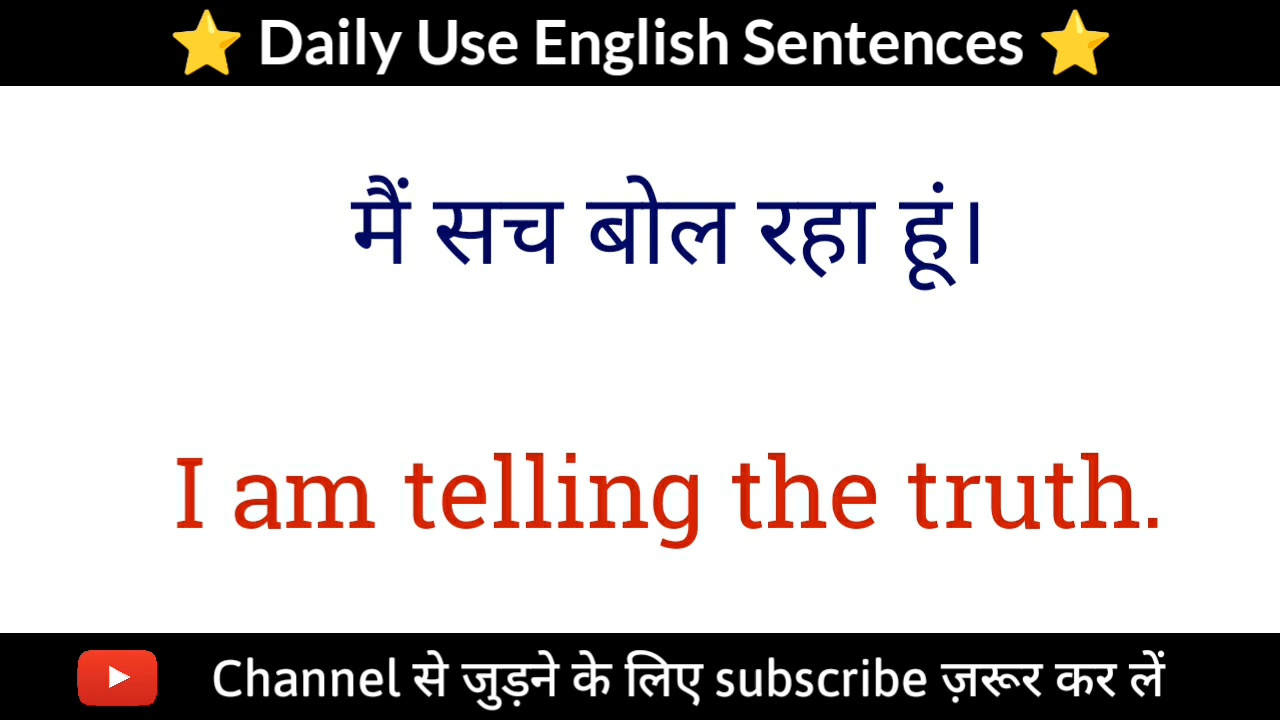 ⭐ Daily Use English Sentences ⭐
मैं सच बोल रहा हूं।
I am telling the truth.
Channel से जुड़ने के लिए subscribe ज़रूर कर लें